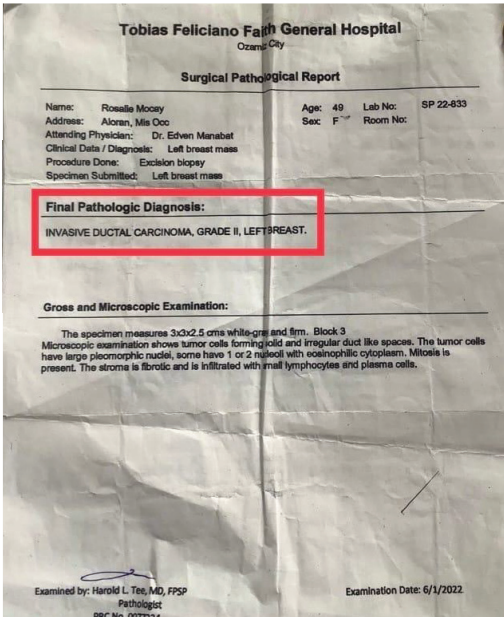 Tobias Feliciano Faith General Hospital
Ozamiz City
Surgical Pathological Report
Name: Rosalie Mocay Age: 49 Lab No: SP 22-833
Address: Aloran, Mis Occ Sex: F Room No:
Attending Physician: Dr. Edven Manabat
Clinical Data / Diagnosis: Left breast mass
Procedure Done: Excision biopsy
Specimen Submitted: Left breast mass
Final Pathologic Diagnosis:
INVASIVE DUCTAL CARCINOMA, GRADE II, LEFT BREAST.
Gross and Microscopic Examination:
The specimen measures 3x3x2.5 cms white-gray and firm. Block 3
Microscopic examination shows tumor cells forming solid and irregular duct like spaces. The tumor cells
have large pleomorphic nuclei, some have 1 or 2 nucleoli with eosinophilic cytoplasm. Mitosis is
present. The stroma is fibrotic and is infiltrated with small lymphocytes and plasma cells.
Examined by: Harold L. Tee, MD, FPSP Examination Date: 6/1/2022
Pathologist
PRC No.